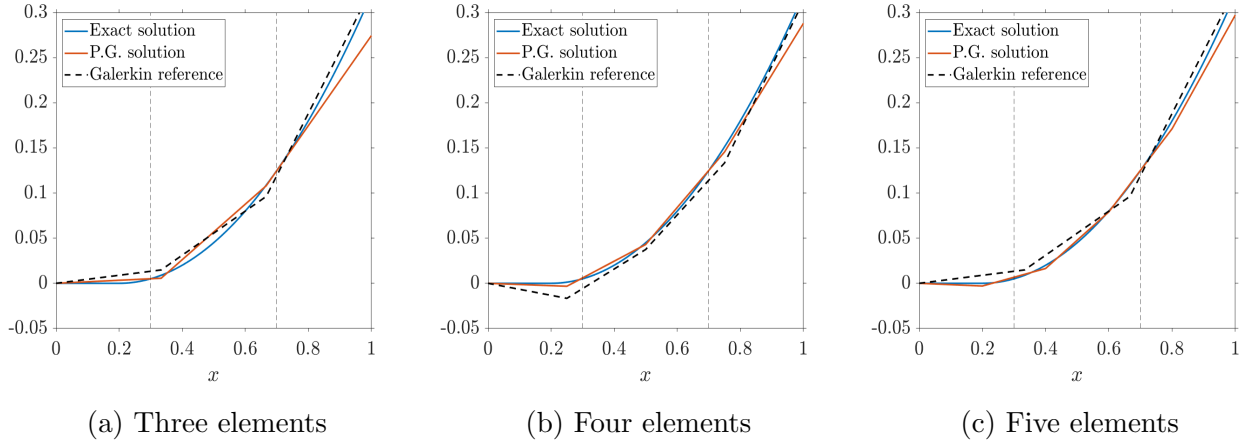 0.3
0.25
0.2
0.15
0.1
0.05
0
-0.05
Exact solution
P.G. solution
Galerkin reference
0 0.2 0.4 0.6 0.8 1
x
(a) Three elements
0.3
0.25
0.2
0.15
0.1
0.05
0
-0.05
Exact solution
P.G. solution
Galerkin reference
0 0.2 0.4 0.6 0.8 1
x
(b) Four elements
0.3
0.25
0.2
0.15
0.1
0.05
0
-0.05
Exact solution
P.G. solution
Galerkin reference
0 0.2 0.4 0.6 0.8 1
x
(c) Five elements